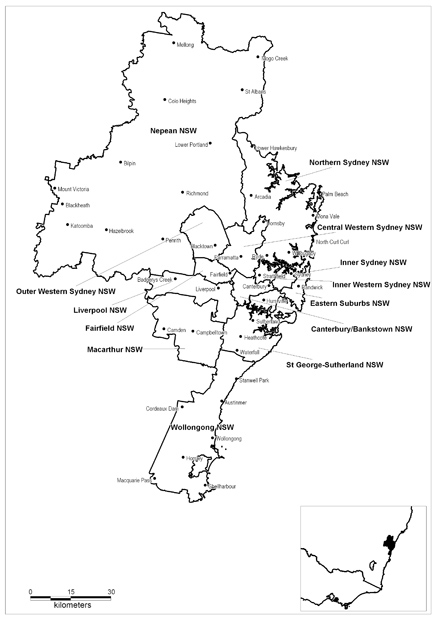 Mellong
Mogo Creek
St Albans
Colo Heights
Nepean NSW
Lower Portland
Lower Hawkesbury
Northern Sydney NSW
Bilpin
Mount Victoria
Richmond
Arcadia
Palm Beach
Blackheath
Mona Vale
Katoomba
Hazelbrook
Hornsby
Central Western Sydney NSW
Penrith
Blacktown
North Curl Curl
Parramatta
Ryde
Inner Sydney NSW
Fairfield
Badgerys Creek
Strathfield
Inner Western Sydney NSW
Outer Western Sydney NSW
Liverpool
Canterbury
Randwick
Eastern Suburbs NSW
Liverpool NSW
Hurstville
Fairfield NSW
Sutherland
Canterbury/Bankstown NSW
Camden
Campbelltown
Heathcote
Macarthur NSW
Waterfall
St George-Sutherland NSW
Stanwell Park
Cordeaux Dam
Austinmer
Wollongong NSW
Wollongong
Macquarie Pass
Shellharbour
0 15 30
kilometers